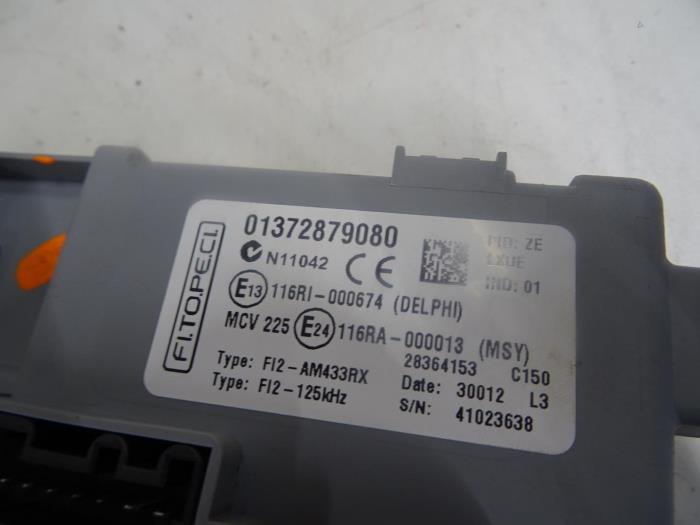 FI.TO.PE.CI.
01372879080
N11042 CE
PID: ZE
IND: 01
E13 116RI-000674 (DELPHI)
MCV 225 E24 116RA-000013 (MSY)
28364153 C150
Type: FI2-AM433RX
Date: 30012 L3
Type: FI2-125kHz
S/N: 41023638